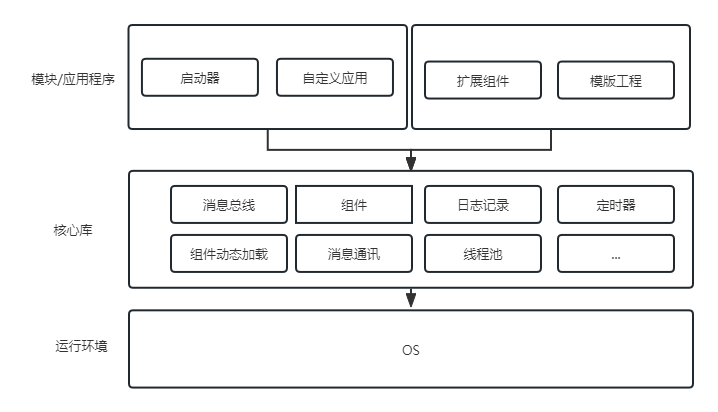 模块/应用程序
启动器
自定义应用
扩展组件
模版工程
核心库
消息总线
组件
日志记录
定时器
组件动态加载
消息通讯
线程池
...
运行环境
OS